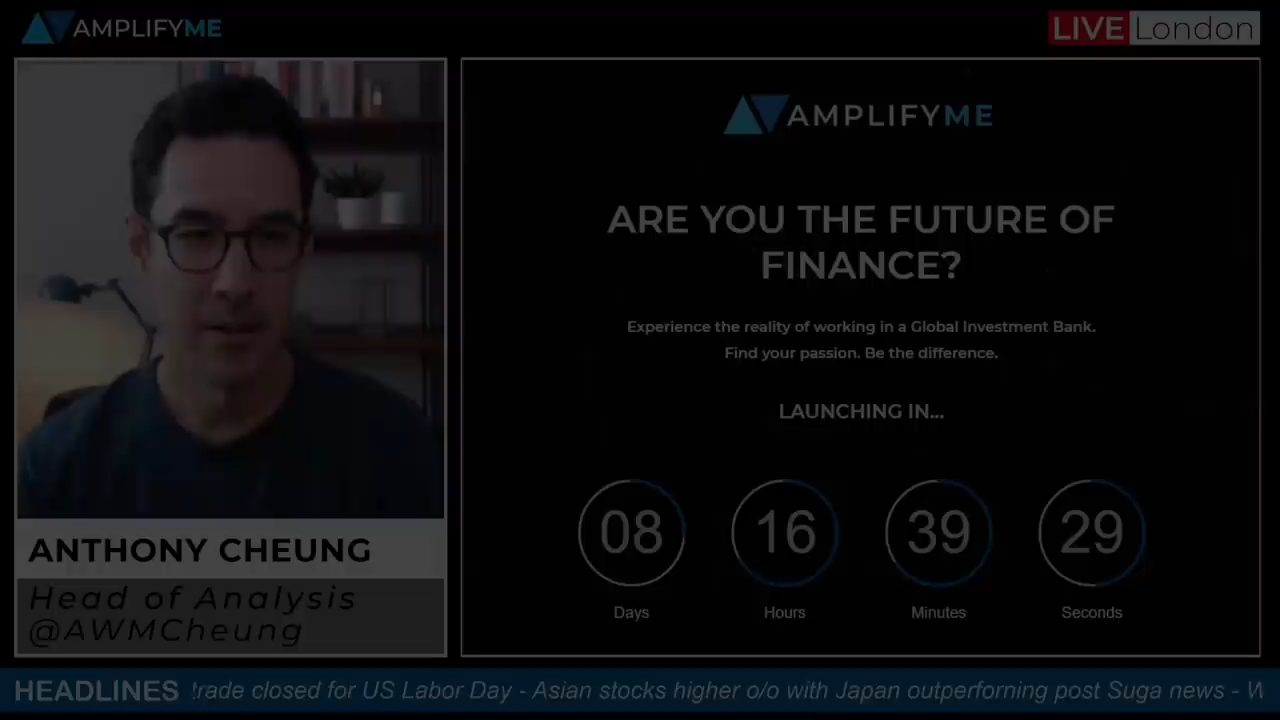 AMPLIFYME
LIVE London
AMPLIFYME
ARE YOU THE FUTURE OF
FINANCE?
Experience the reality of working in a Global Investment Bank.
Find your passion. Be the difference.
LAUNCHING IN...
08 16 39 29
Days Hours Minutes Seconds
ANTHONY CHEUNG
Head of Analysis
@AWMCheung
HEADLINES trade closed for US Labor Day - Asian stocks higher o/o with Japan outperforning post Suga news -